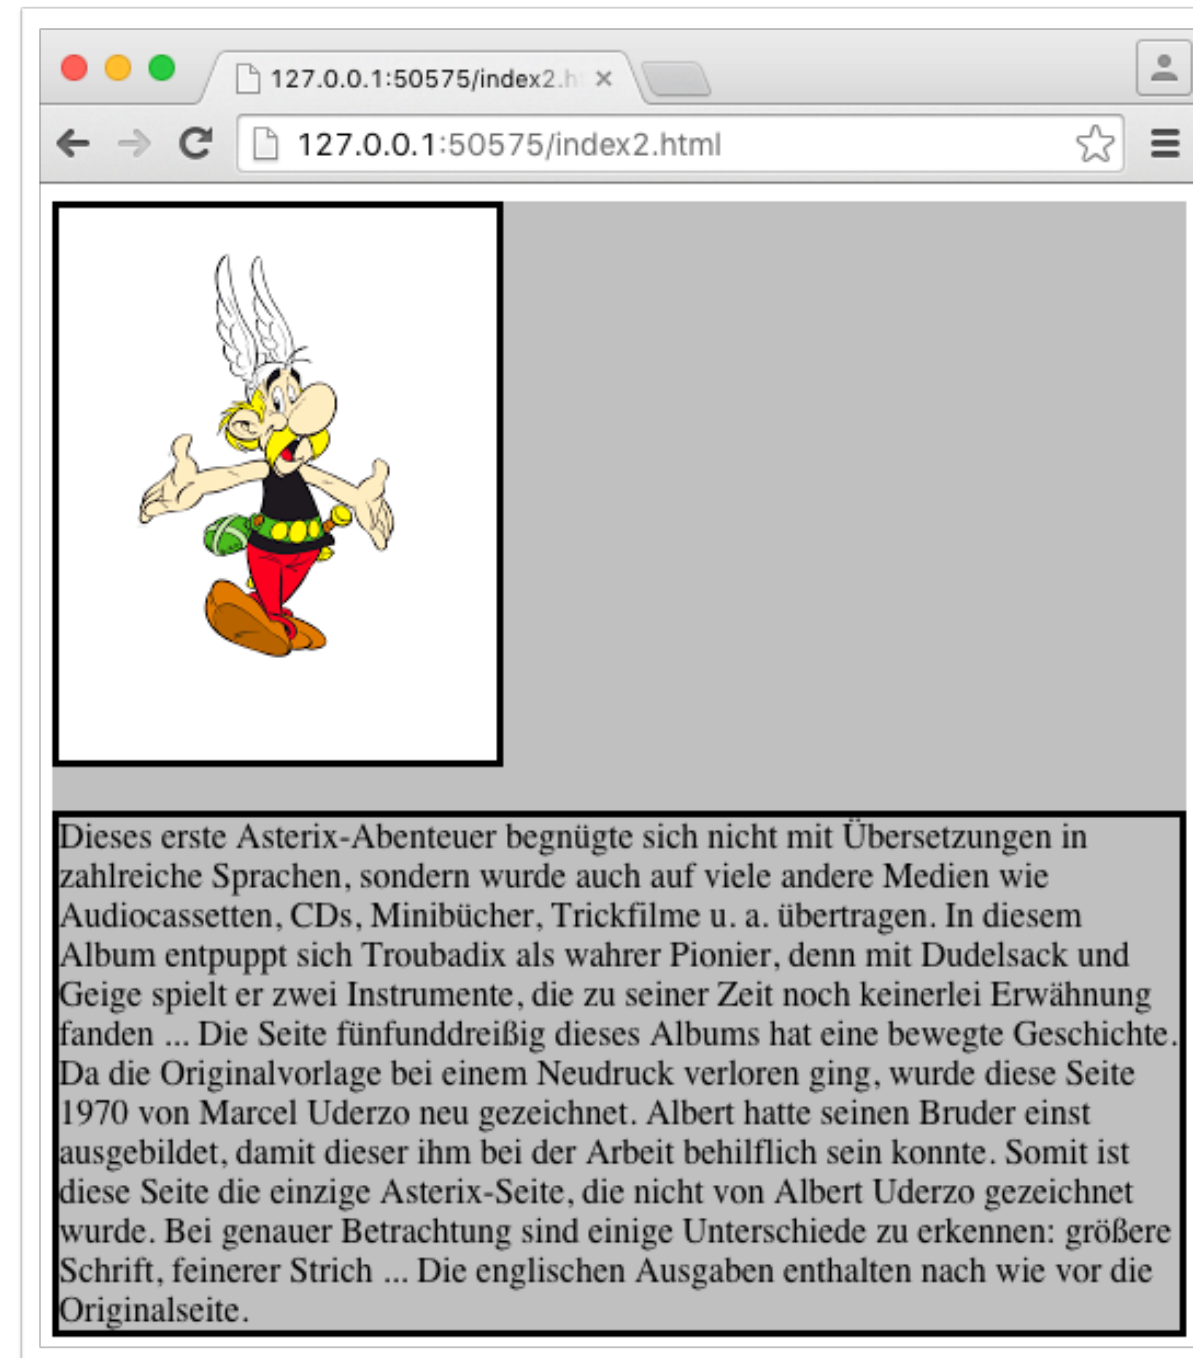 127.0.0.1:50575/index2.h
127.0.0.1:50575/index2.html
Dieses erste Asterix-Abenteuer begnügte sich nicht mit Übersetzungen in
zahlreiche Sprachen, sondern wurde auch auf viele andere Medien wie
Audiocassetten, CDs, Minibücher, Trickfilme u. a. übertragen. In diesem
Album entpuppt sich Troubadix als wahrer Pionier, denn mit Dudelsack und
Geige spielt er zwei Instrumente, die zu seiner Zeit noch keinerlei Erwähnung
fanden ... Die Seite fünfunddreißig dieses Albums hat eine bewegte Geschichte.
Da die Originalvorlage bei einem Neudruck verloren ging, wurde diese Seite
1970 von Marcel Uderzo neu gezeichnet. Albert hatte seinen Bruder einst
ausgebildet, damit dieser ihm bei der Arbeit behilflich sein konnte. Somit ist
diese Seite die einzige Asterix-Seite, die nicht von Albert Uderzo gezeichnet
wurde. Bei genauer Betrachtung sind einige Unterschiede zu erkennen: größere
Schrift, feinerer Strich ... Die englischen Ausgaben enthalten nach wie vor die
Originalseite.